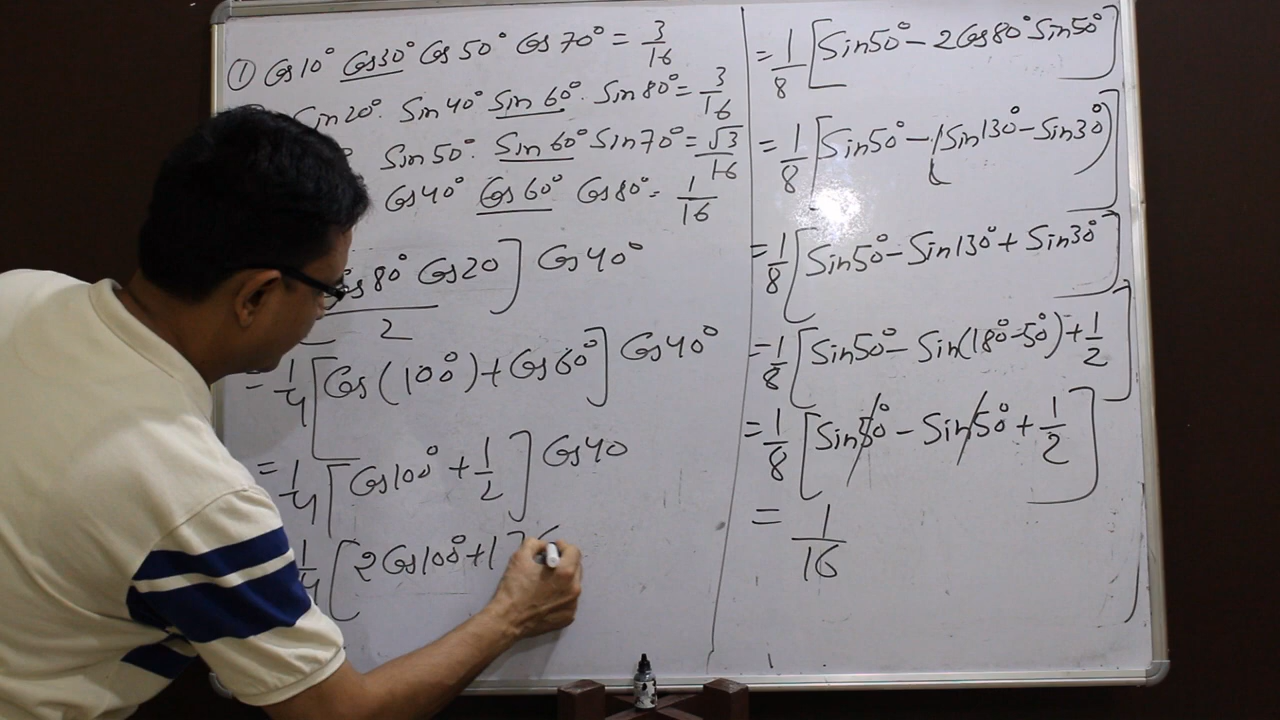 ① Cos10° Cos30° Cos50° Cos70° = 3/16
Sin20°. Sin40° Sin60°. Sin80° = 3/16
Sin50°. Sin60° Sin70° = √3/16
Cos40° Cos60° Cos80° = 1/16
Cos80° Cos20] Cos40°
2
= 1/4 [Cos(100°) + Cos60°] Cos40°
= 1/4 [Cos100° + 1/2] Cos40
1/4 [2Cos100° + 1]
= 1/8 [Sin50° - 2Cos80° Sin50°]
= 1/8 [Sin50° - (Sin130° - Sin30°)]
= 1/8 [Sin50° - Sin130° + Sin30°]
= 1/8 [Sin50° - Sin(180° - 50°) + 1/2]
= 1/8 [Sin50° - Sin50° + 1/2]
= 1/16